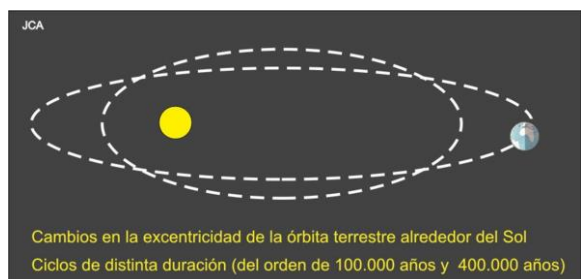 JCA
Cambios en la excentricidad de la órbita terrestre alrededor del Sol
Ciclos de distinta duración (del orden de 100.000 años y 400.000 años)